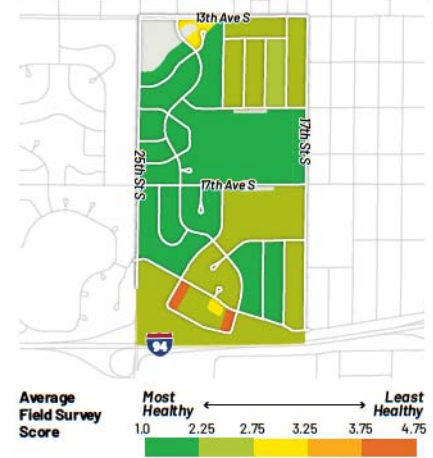 13th Ave S
17th St S
25th St S
17th Ave S
94
Average
Field Survey
Score
Most
Healthy
Least
Healthy
1.0 2.25 2.75 3.25 3.75 4.75